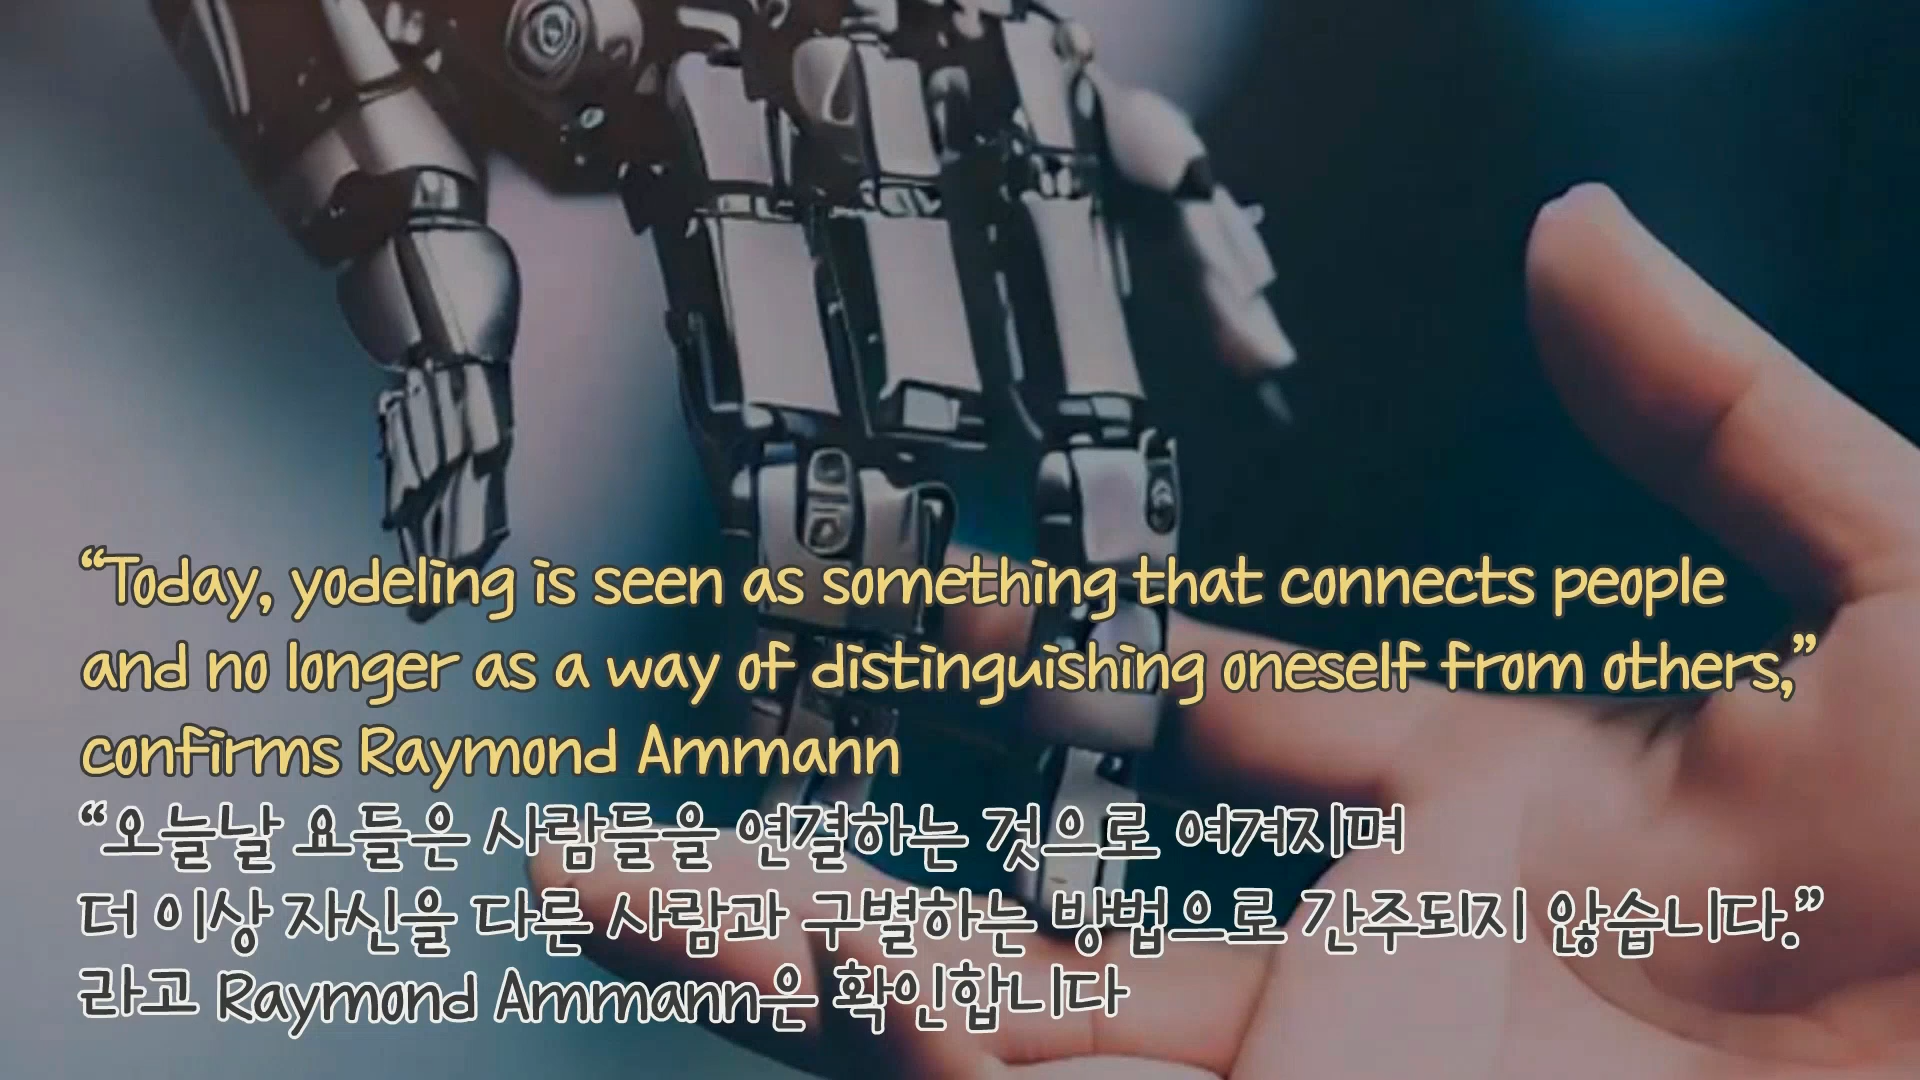 “Today, yodeling is seen as something that connects people
and no longer as a way of distinguishing oneself from others,”
confirms Raymond Ammann
“오늘날 요들은 사람들을 연결하는 것으로 여겨지며
더 이상 자신을 다른 사람과 구별하는 방법으로 간주되지 않습니다.”
라고 Raymond Ammann은 확인합니다